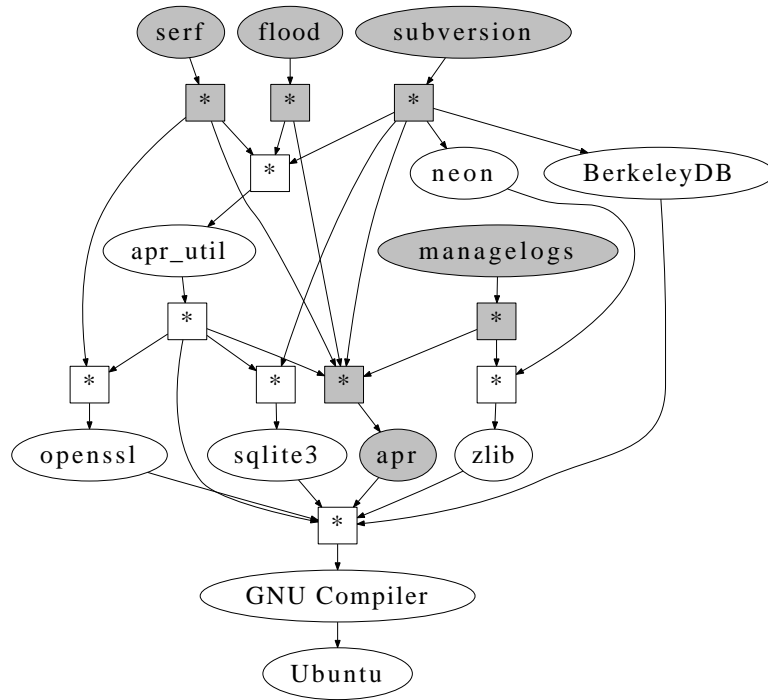 serf
flood
subversion
*
*
*
*
neon
BerkeleyDB
apr_util
managelogs
*
*
*
*
*
*
openssl
sqlite3
apr
zlib
*
GNU Compiler
Ubuntu